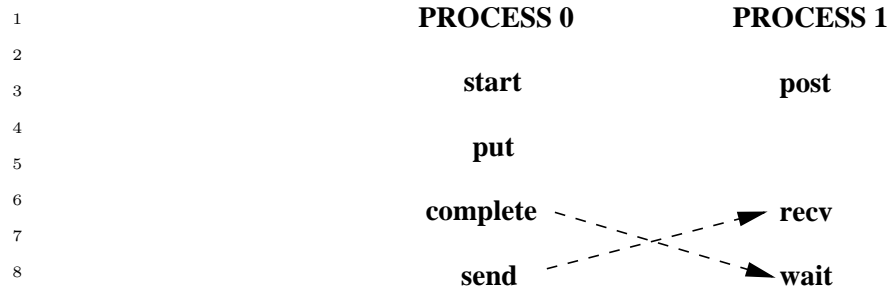 1 PROCESS 0 PROCESS 1
2
3 start post
4
5 put
6 complete recv
7
8 send wait